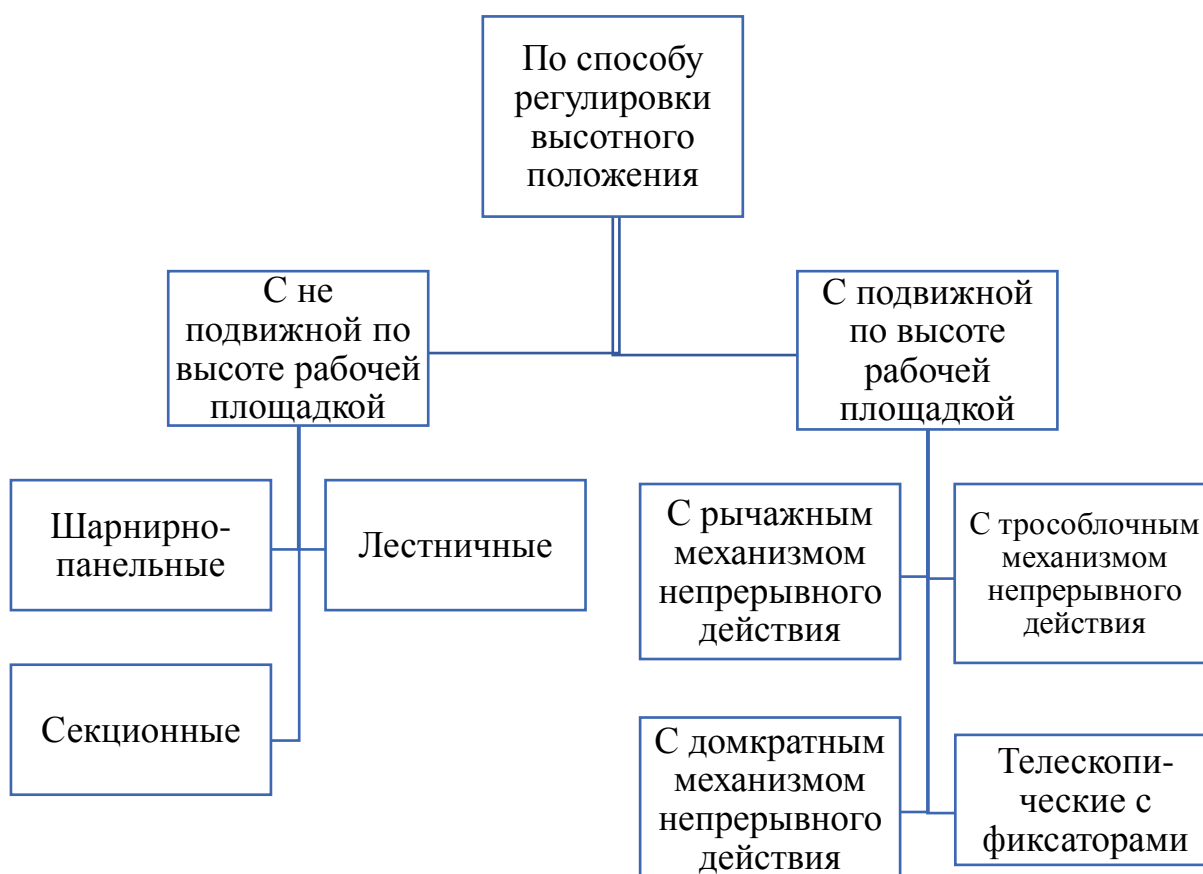 По способу
регулировки
высотного
положения
С не
подвижной по
высоте рабочей
площадкой
С подвижной
по высоте
рабочей
площадкой
Шарнирно-
панельные
Лестничные
С рычажным
механизмом
непрерывного
действия
С трособлочным
механизмом
непрерывного
действия
Секционные
С домкратным
механизмом
непрерывного
действия
Телескопи-
ческие с
фиксаторами